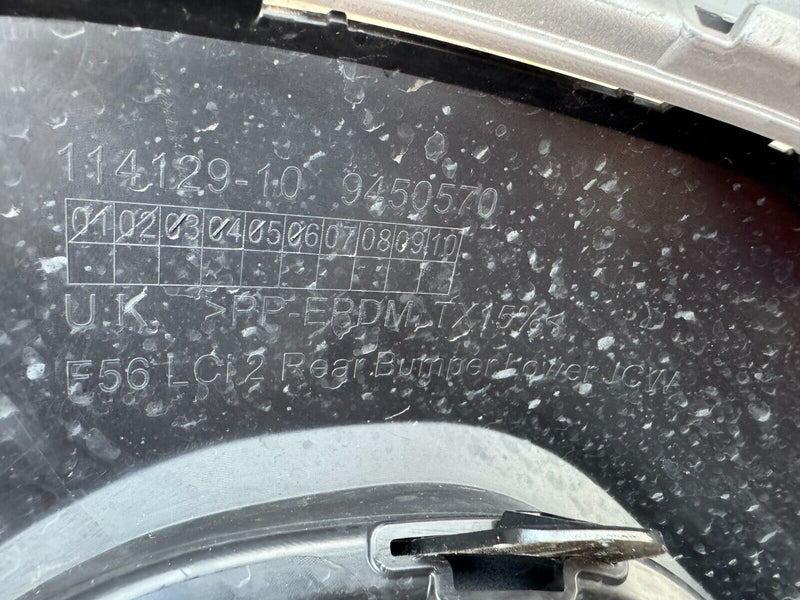 114129-10 9450570
01 02 03 04 05 06 07 08 09 10
U.K. >PP-EPDM-TX15%<
F56 LCi 2 Rear Bumper Lower JCW